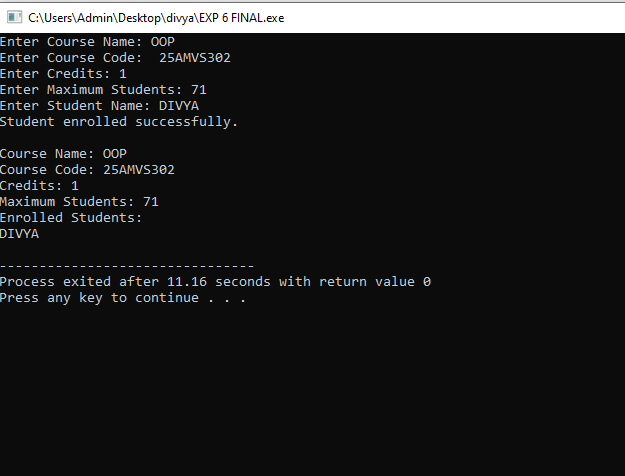 C:\Users\Admin\Desktop\divya\EXP 6 FINAL.exe
Enter Course Name: OOP
Enter Course Code:  25AMVS302
Enter Credits: 1
Enter Maximum Students: 71
Enter Student Name: DIVYA
Student enrolled successfully.

Course Name: OOP
Course Code: 25AMVS302
Credits: 1
Maximum Students: 71
Enrolled Students:
DIVYA

--------------------------------
Process exited after 11.16 seconds with return value 0
Press any key to continue . . .